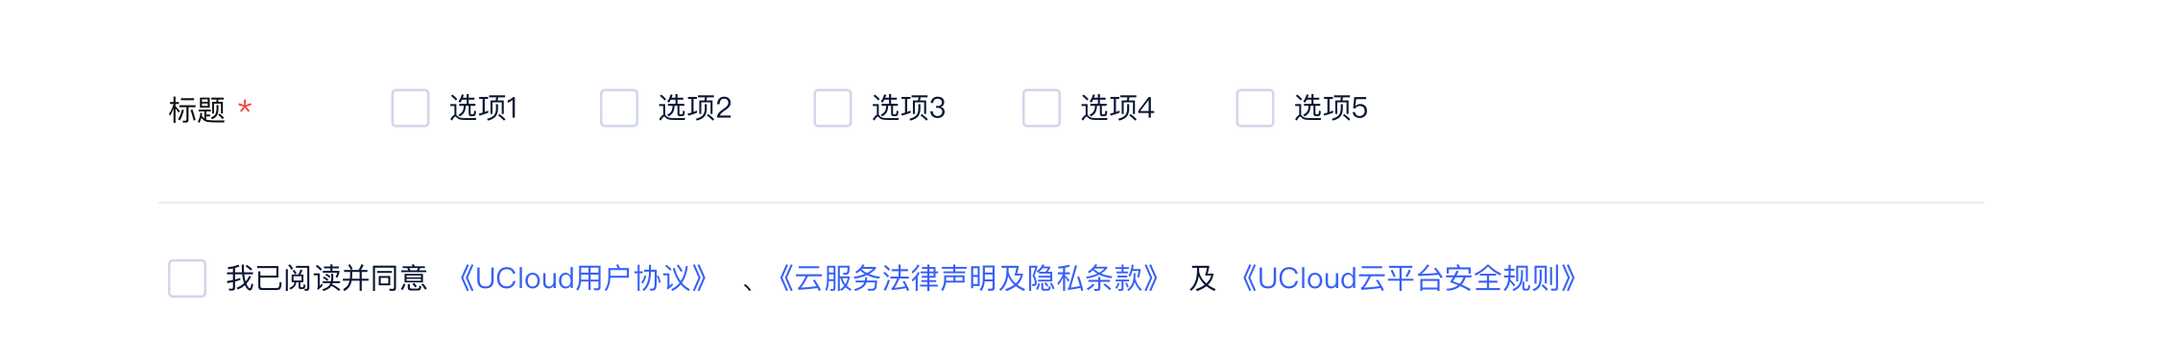 标题 * 选项1 选项2 选项3 选项4 选项5
我已阅读并同意 《UCloud用户协议》 、《云服务法律声明及隐私条款》 及 《UCloud云平台安全规则》